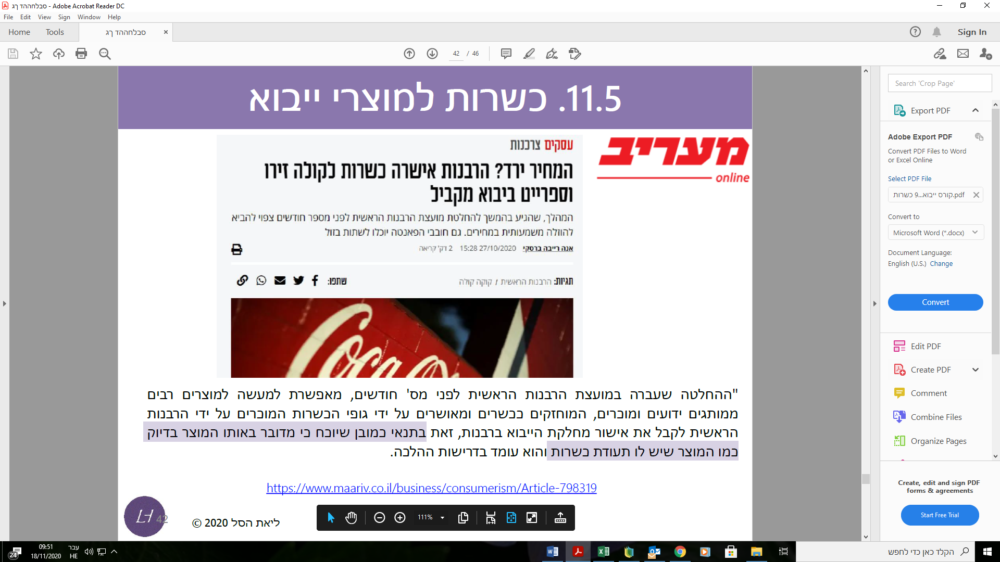 סבלחההד ךג - Adobe Acrobat Reader DC
File Edit View Sign Window Help
Home Tools סבלחההד ךג Sign In
42 / 46
11.5. כשרות למוצרי ייבוא
מעריב
online
עסקים צרכנות
המחיר ירד? הרבנות אישרה כשרות לקולה זירו
וספרייט ביבוא מקביל
המהלך, שהגיע בהמשך להחלטת מועצת הרבנות הראשית לפני מספר חודשים צפוי להביא
להוזלה משמעותית במחירים. גם חובבי הפאנטה יוכלו לשתות בזול
אנה רייבה ברסקי 27/10/2020 15:28 2 דק' קריאה
תגיות: הרבנות הראשית / קוקה קולה שתפו:
Coca
"ההחלטה שעברה במועצת הרבנות הראשית לפני מס' חודשים, מאפשרת למעשה למוצרים רבים
ממותגים ידועים ומוכרים, המוחזקים ככשרים ומאושרים על ידי גופי הכשרות המוכרים על ידי הרבנות
הראשית לקבל את אישור מחלקת הייבוא ברבנות, זאת בתנאי כמובן שיוכח כי מדובר באותו המוצר בדיוק
כמו המוצר שיש לו תעודת כשרות והוא עומד בדרישות ההלכה.
https://www.maariv.co.il/business/consumerism/Article-798319
LH 42
ליאת הסל 2020 ©
111%
Search 'Crop Page'
Export PDF
Adobe Export PDF
Convert PDF Files to Word
or Excel Online
Select PDF File
קורס ייבוא...9 כשרות.pdf
Convert to
Microsoft Word (*.docx)
Document Language:
English (U.S.) Change
Convert
Edit PDF
Create PDF
Comment
Combine Files
Organize Pages
Create, edit and sign PDF
forms & agreements
Start Free Trial
24
09:51
18/11/2020
עבר
HE
הקלד כאן כדי לחפש